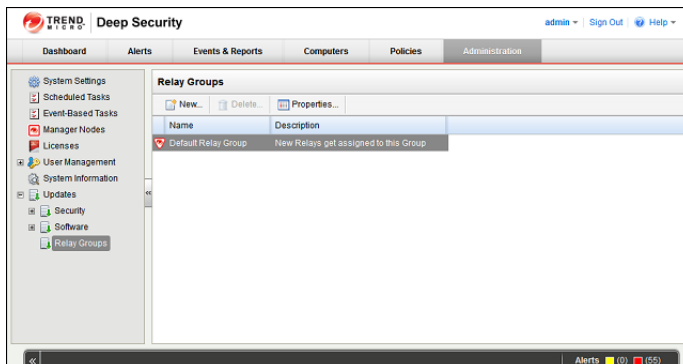 TREND MICRO Deep Security
admin Sign Out Help
Dashboard Alerts Events & Reports Computers Policies Administration
System Settings
Scheduled Tasks
Event-Based Tasks
Manager Nodes
Licenses
User Management
System Information
Updates
Security
Software
Relay Groups
Relay Groups
New... Delete... Properties...
Name Description
Default Relay Group New Relays get assigned to this Group
Alerts (0) (55)